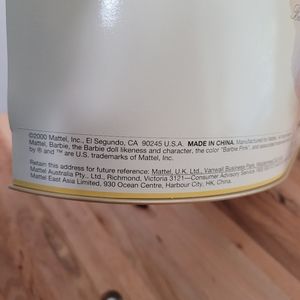 ©2000 Mattel, Inc., El Segundo, CA 90245 U.S.A. MADE IN CHINA. Manufactured
Mattel, Barbie, the Barbie doll likeness and character, the color "Barbie Pink", and associated
by ® and ™ are U.S. trademarks of Mattel, Inc.
Retain this address for future reference: Mattel, U.K. Ltd., Vanwall Business Park,
Mattel Australia Pty., Ltd., Richmond, Victoria 3121—Consumer Advisory Service
Mattel East Asia Limited, 930 Ocean Centre, Harbour City, HK, China.